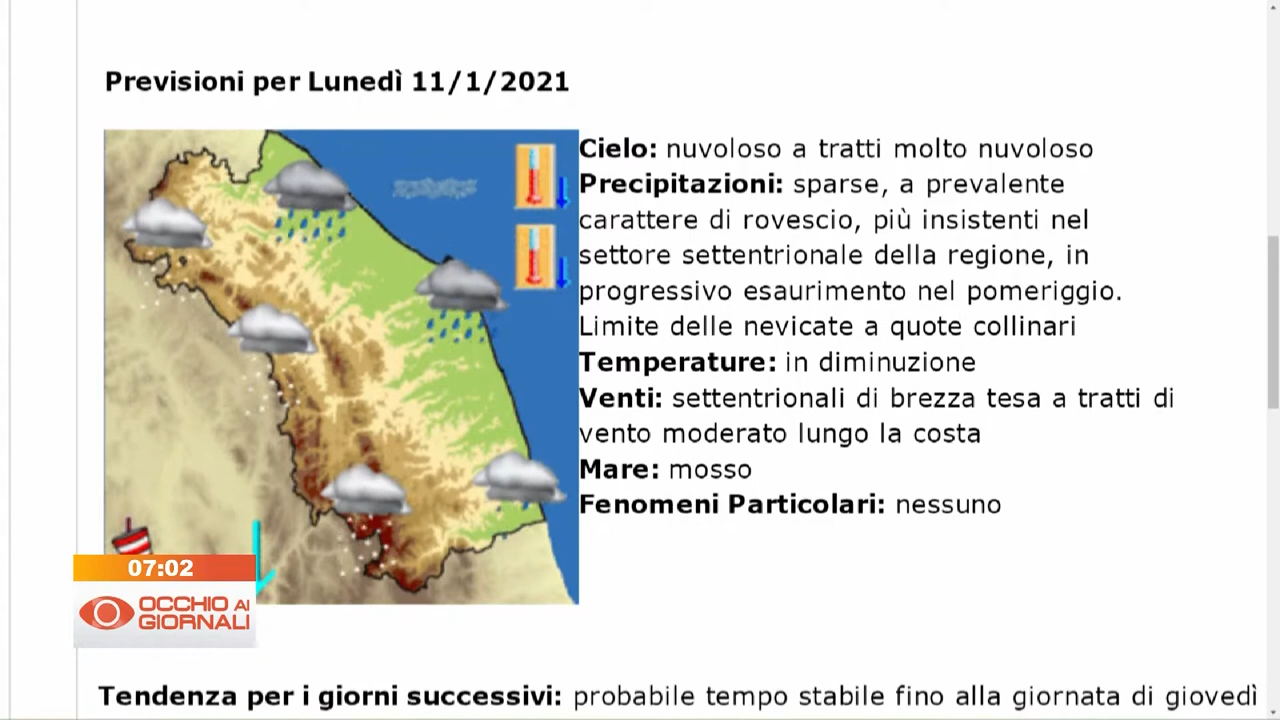 Previsioni per Lunedì 11/1/2021
Cielo: nuvoloso a tratti molto nuvoloso
Precipitazioni: sparse, a prevalente
carattere di rovescio, più insistenti nel
settore settentrionale della regione, in
progressivo esaurimento nel pomeriggio.
Limite delle nevicate a quote collinari
Temperature: in diminuzione
Venti: settentrionali di brezza tesa a tratti di
vento moderato lungo la costa
Mare: mosso
Fenomeni Particolari: nessuno
07:02
OCCHIO AI
GIORNALI
Tendenza per i giorni successivi: probabile tempo stabile fino alla giornata di giovedì